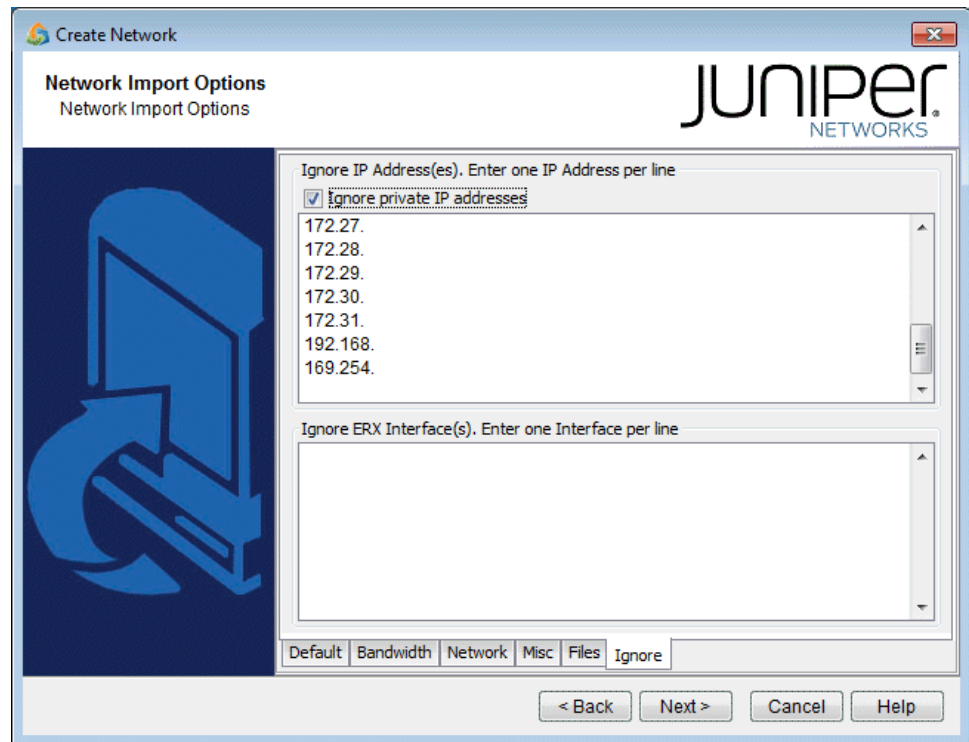 Create Network
Network Import Options
Network Import Options
JUNIPER
NETWORKS
Ignore IP Address(es). Enter one IP Address per line
Ignore private IP addresses
172.27.
172.28.
172.29.
172.30.
172.31.
192.168.
169.254.
Ignore ERX Interface(s). Enter one Interface per line
Default Bandwidth Network Misc Files Ignore
< Back Next > Cancel Help